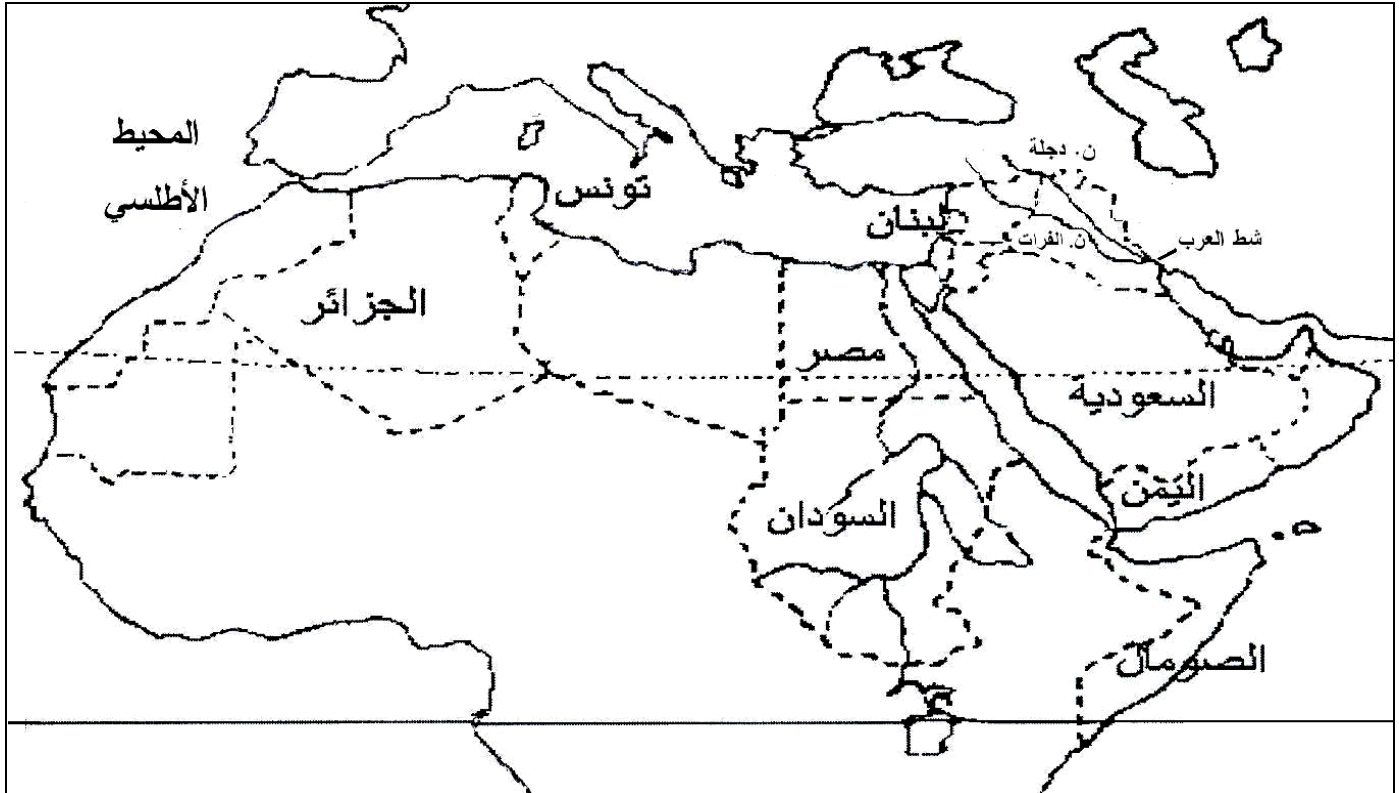 المحيط
الأطلسي
تونس
لبنان
ن. دجلة
ن. الفرات
شط العرب
الجزائر
مصر
السعودية
اليمن
السودان
الصومال